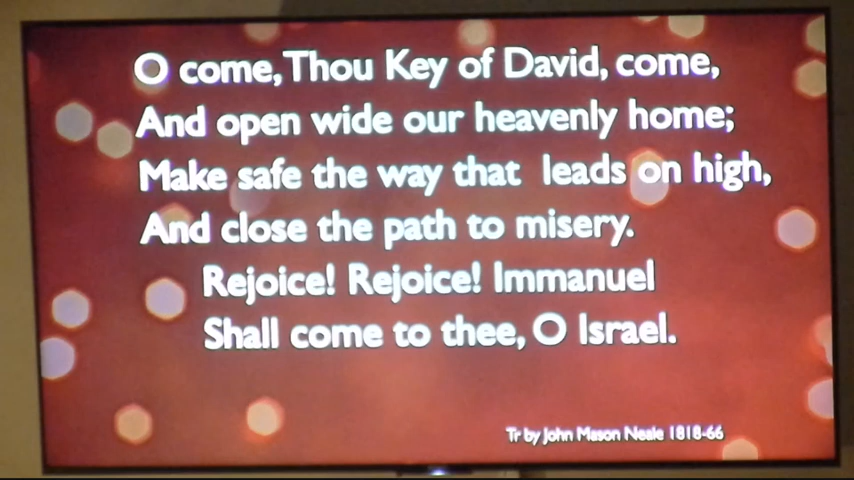 O come, Thou Key of David, come,
And open wide our heavenly home;
Make safe the way that leads on high,
And close the path to misery.
Rejoice! Rejoice! Immanuel
Shall come to thee, O Israel.
Tr by John Mason Neale 1818-66